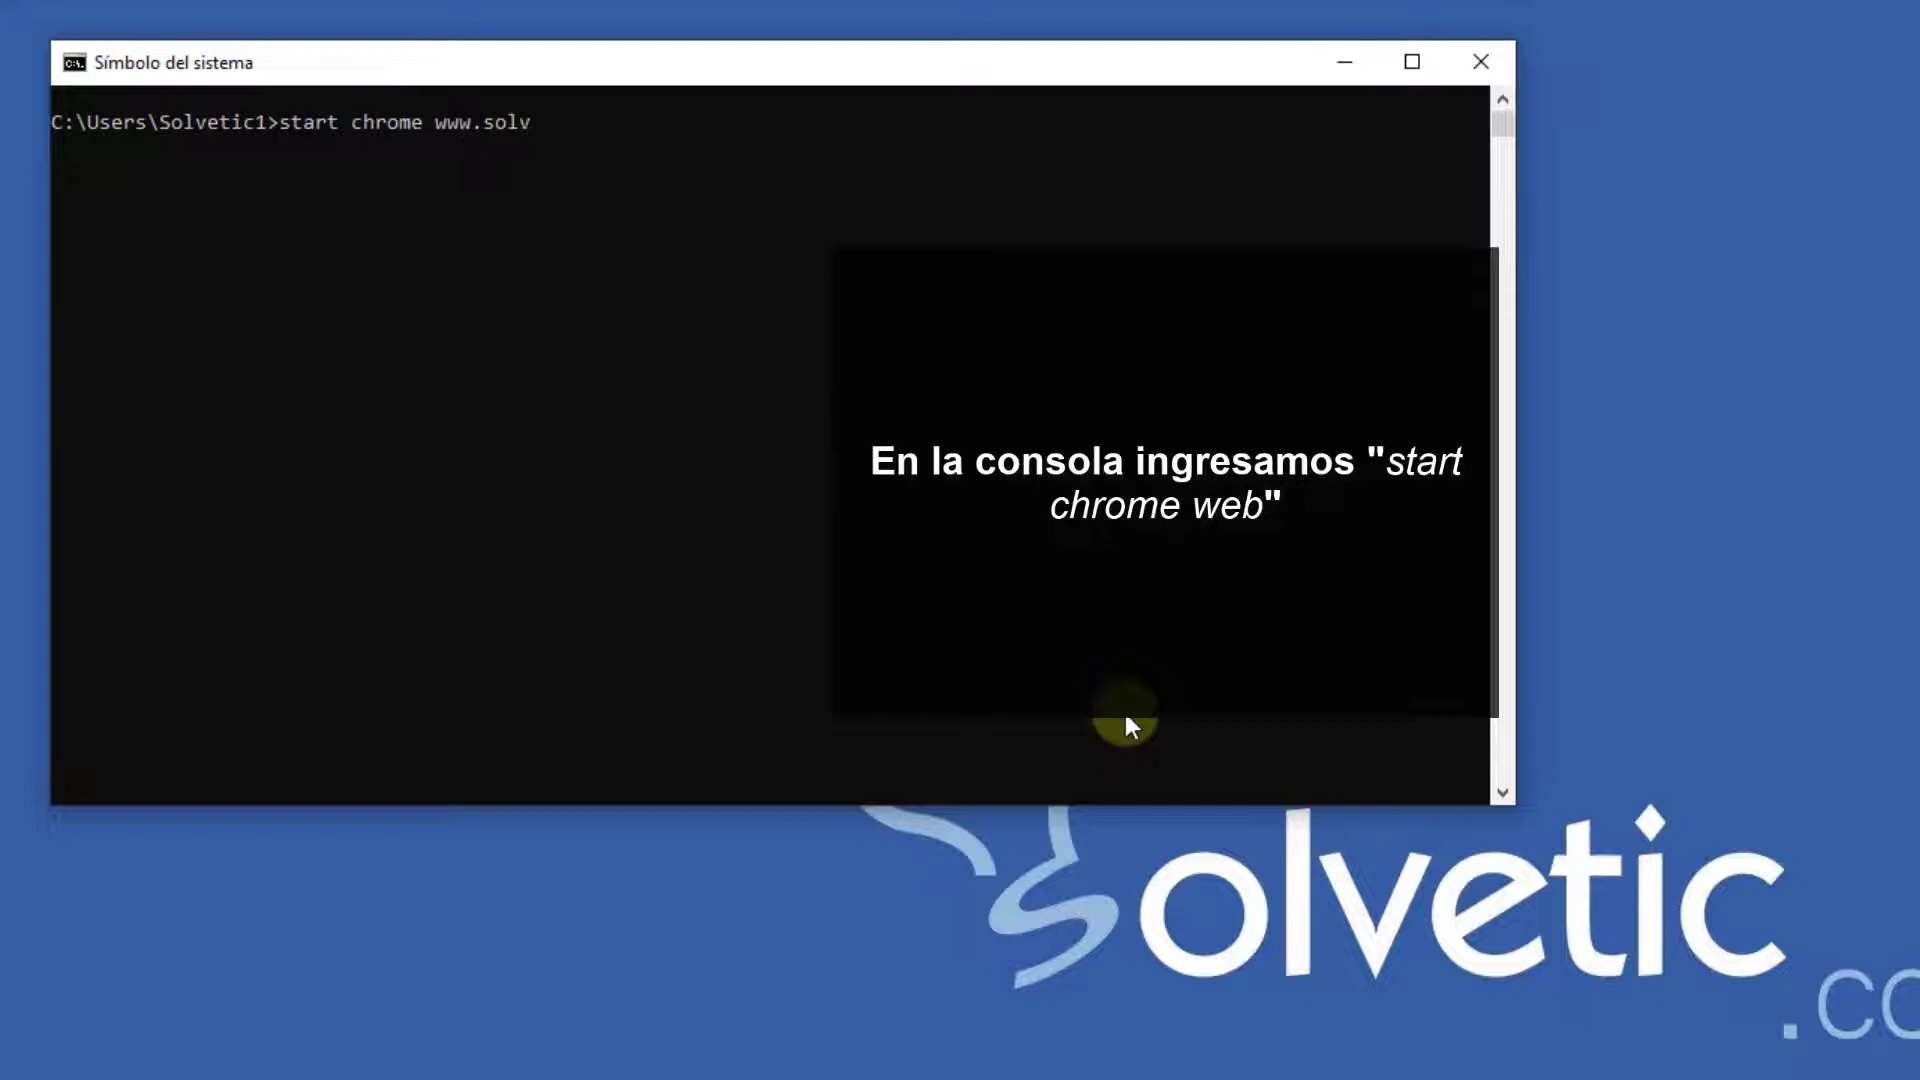 Símbolo del sistema
C:\Users\Solvetic1>start chrome www.solv
En la consola ingresamos "start
chrome web"
Solvetic
.co